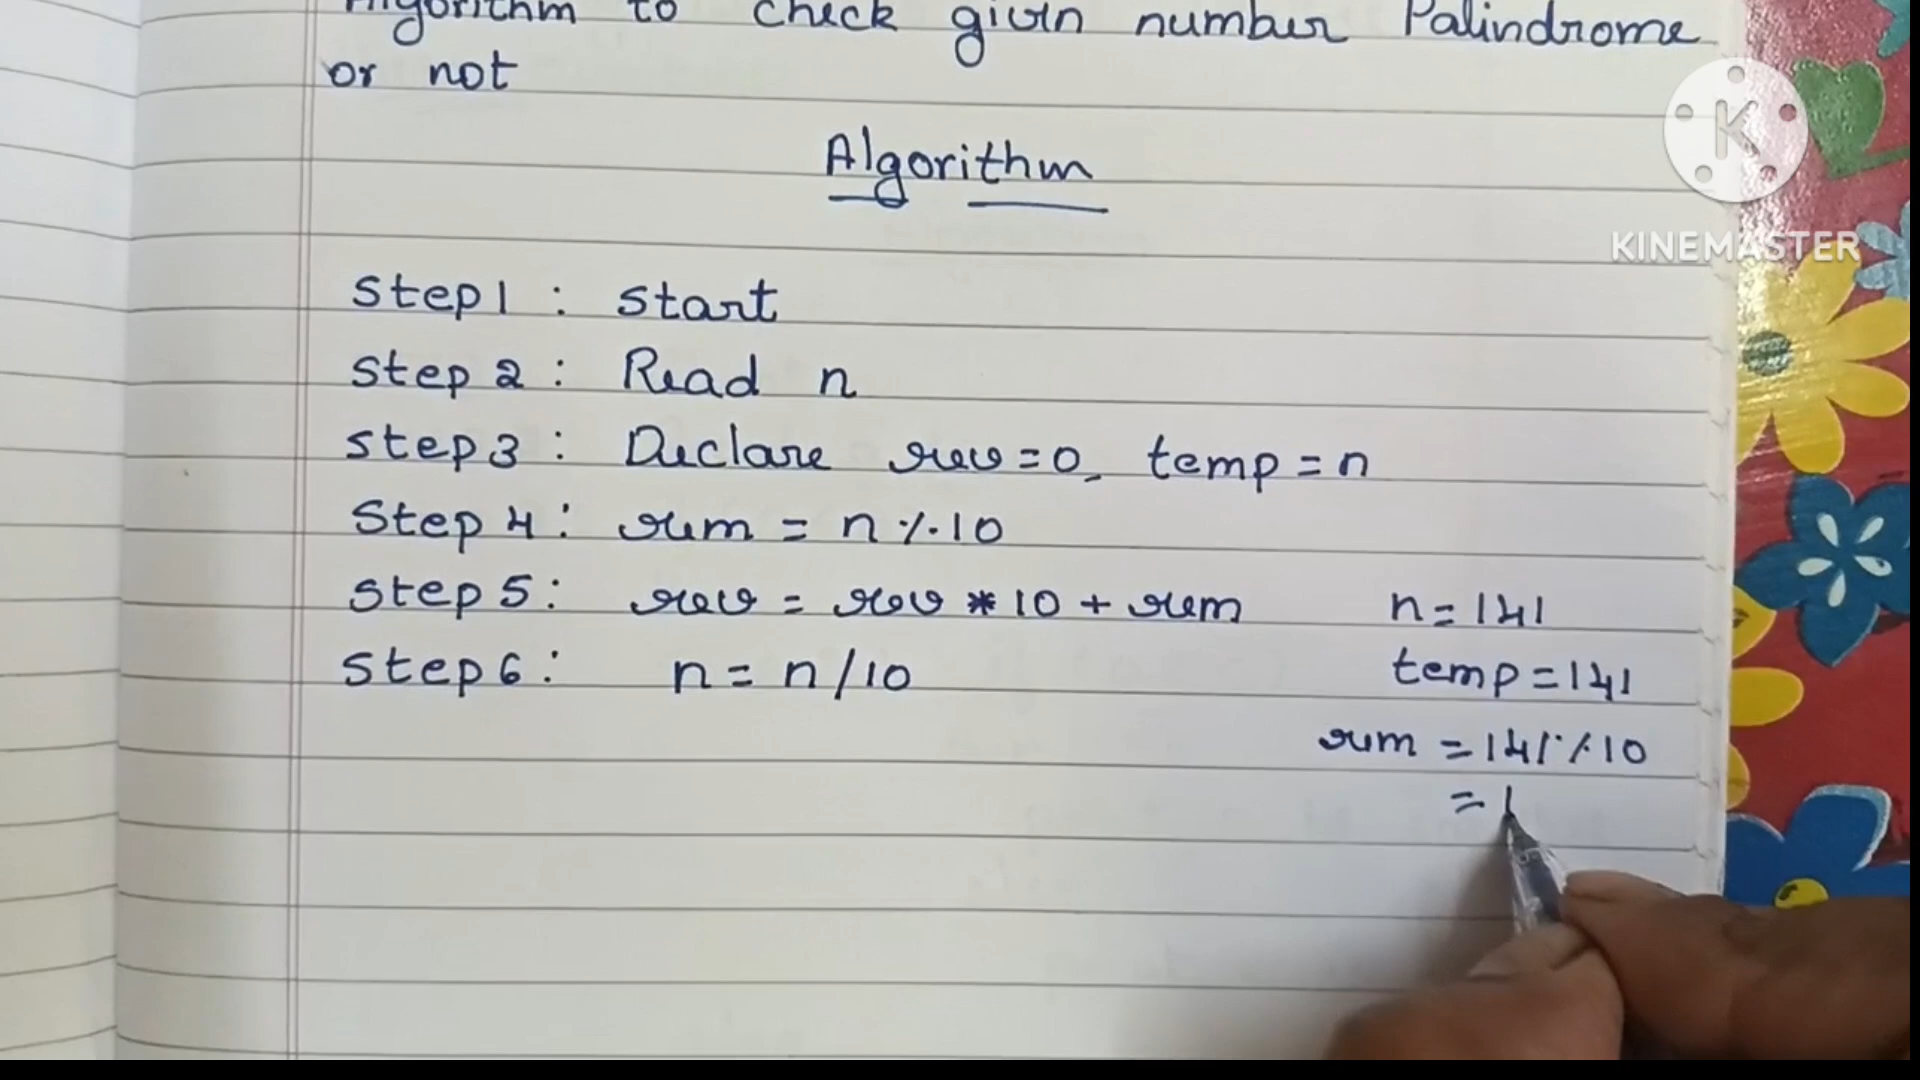 Algorithm to check given number Palindrome
or not
Algorithm
Step1 : Start
Step 2 : Read n
Step3 : Declare rev=0, temp=n
Step 4 : rem = n%10
Step 5 : rev = rev * 10 + rem
Step6 : n = n/10
n=141
temp=141
rem =141%10
=1
K
KINEMASTER